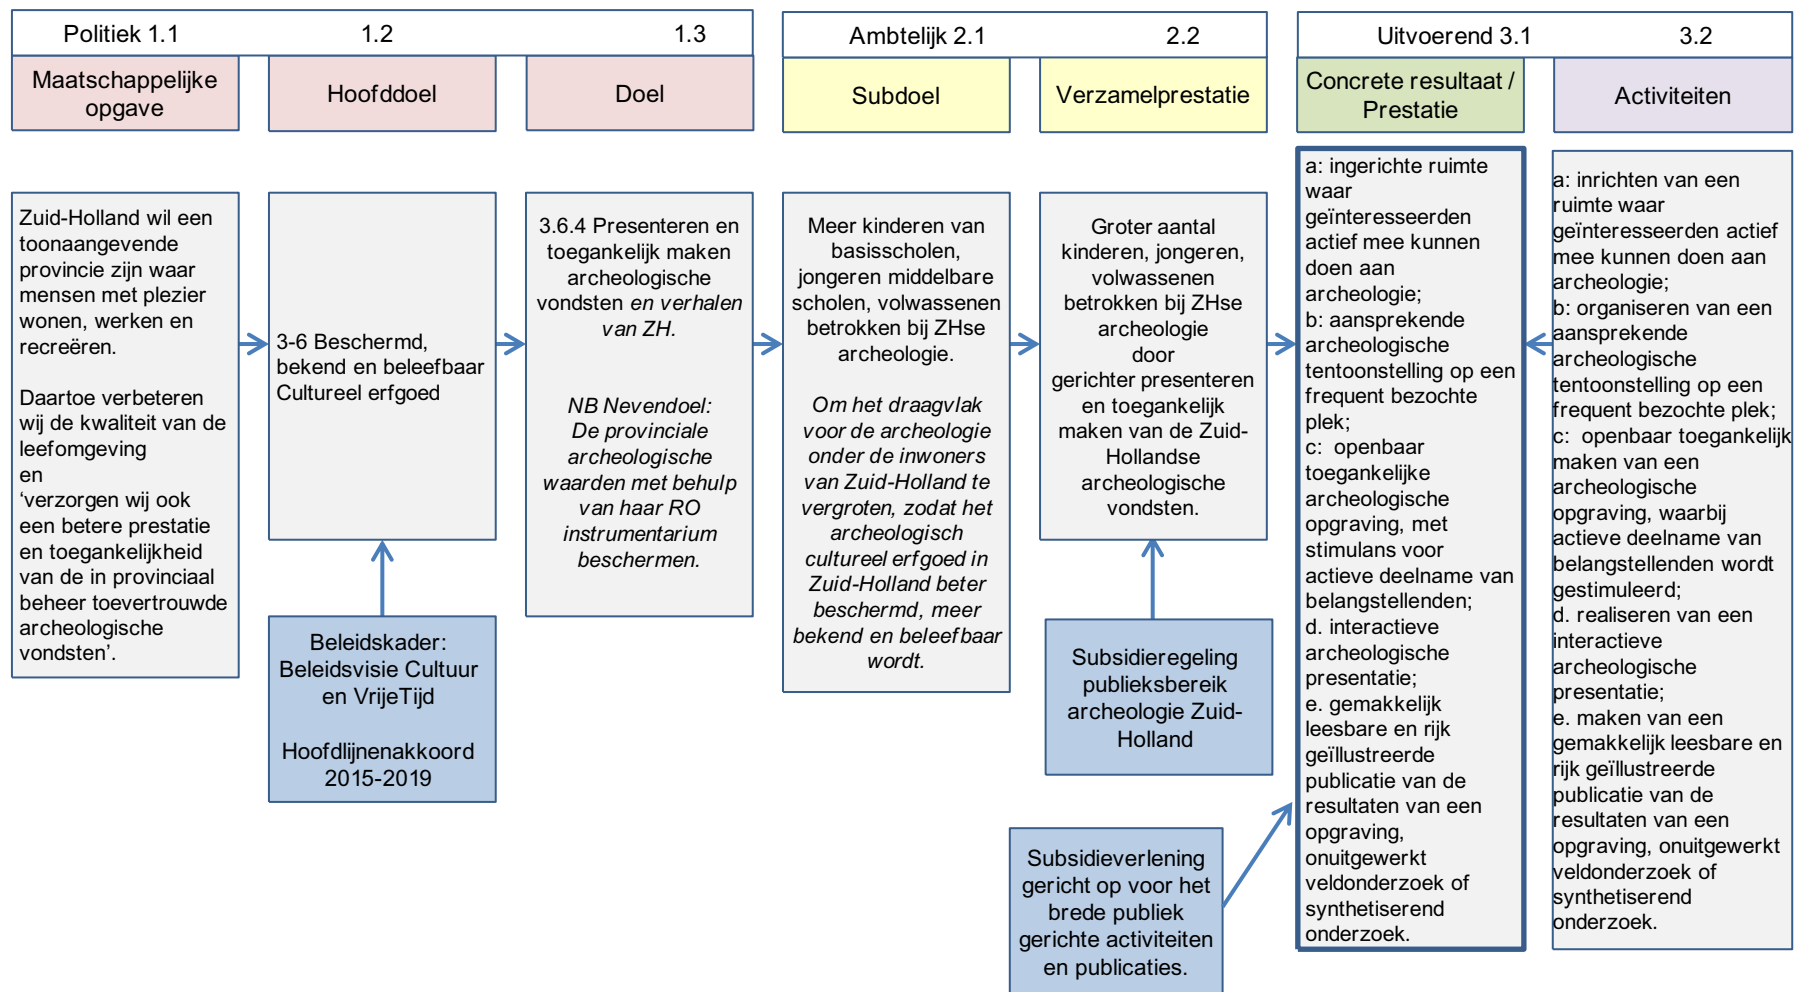 Politiek 1.1
1.2
1.3
Ambtelijk 2.1
2.2
Uitvoerend 3.1
3.2
Maatschappelijke
opgave
Hoofddoel
Doel
Subdoel
Verzamelprestatie
Concrete resultaat /
Prestatie
Activiteiten
Zuid-Holland wil een
toonaangevende
provincie zijn waar
mensen met plezier
wonen, werken en
recreëren.
Daartoe verbeteren
wij de kwaliteit van de
leefomgeving
en
‘verzorgen wij ook
een betere prestatie
en toegankelijkheid
van de in provinciaal
beheer toevertrouwde
archeologische
vondsten’.
3-6 Beschermd,
bekend en beleefbaar
Cultureel erfgoed
Beleidskader:
Beleidsvisie Cultuur
en VrijeTijd
Hoofdlijnenakkoord
2015-2019
3.6.4 Presenteren en
toegankelijk maken
archeologische
vondsten en verhalen
van ZH.
NB Nevendoel:
De provinciale
archeologische
waarden met behulp
van haar RO
instrumentarium
beschermen.
Meer kinderen van
basisscholen,
jongeren middelbare
scholen, volwassenen
betrokken bij ZHse
archeologie.
Om het draagvlak
voor de archeologie
onder de inwoners
van Zuid-Holland te
vergroten, zodat het
archeologisch
cultureel erfgoed in
Zuid-Holland beter
beschermd, meer
bekend en beleefbaar
wordt.
Groter aantal
kinderen, jongeren,
volwassenen
betrokken bij ZHse
archeologie
door
gerichter presenteren
en toegankelijk
maken van de Zuid-
Hollandse
archeologische
vondsten.
Subsidieregeling
publieksbereik
archeologie Zuid-
Holland
Subsidieverlening
gericht op voor het
brede publiek
gerichte activiteiten
en publicaties.
a: ingerichte ruimte
waar
geïnteresseerden
actief mee kunnen
doen aan
archeologie;
b: aansprekende
archeologische
tentoonstelling op een
frequent bezochte
plek;
c:  openbaar
toegankelijke
archeologische
opgraving, met
stimulans voor
actieve deelname van
belangstellenden;
d. interactieve
archeologische
presentatie;
e. gemakkelijk
leesbare en rijk
geïllustreerde
publicatie van de
resultaten van een
opgraving,
onuitgewerkt
veldonderzoek of
synthetiserend
onderzoek.
a: inrichten van een
ruimte waar
geïnteresseerden actief
mee kunnen doen aan
archeologie;
b: organiseren van een
aansprekende
archeologische
tentoonstelling op een
frequent bezochte plek;
c:  openbaar toegankelijk
maken van een
archeologische
opgraving, waarbij
actieve deelname van
belangstellenden wordt
gestimuleerd;
d. realiseren van een
interactieve
archeologische
presentatie;
e. maken van een
gemakkelijk leesbare en
rijk geïllustreerde
publicatie van de
resultaten van een
opgraving, onuitgewerkt
veldonderzoek of
synthetiserend
onderzoek.